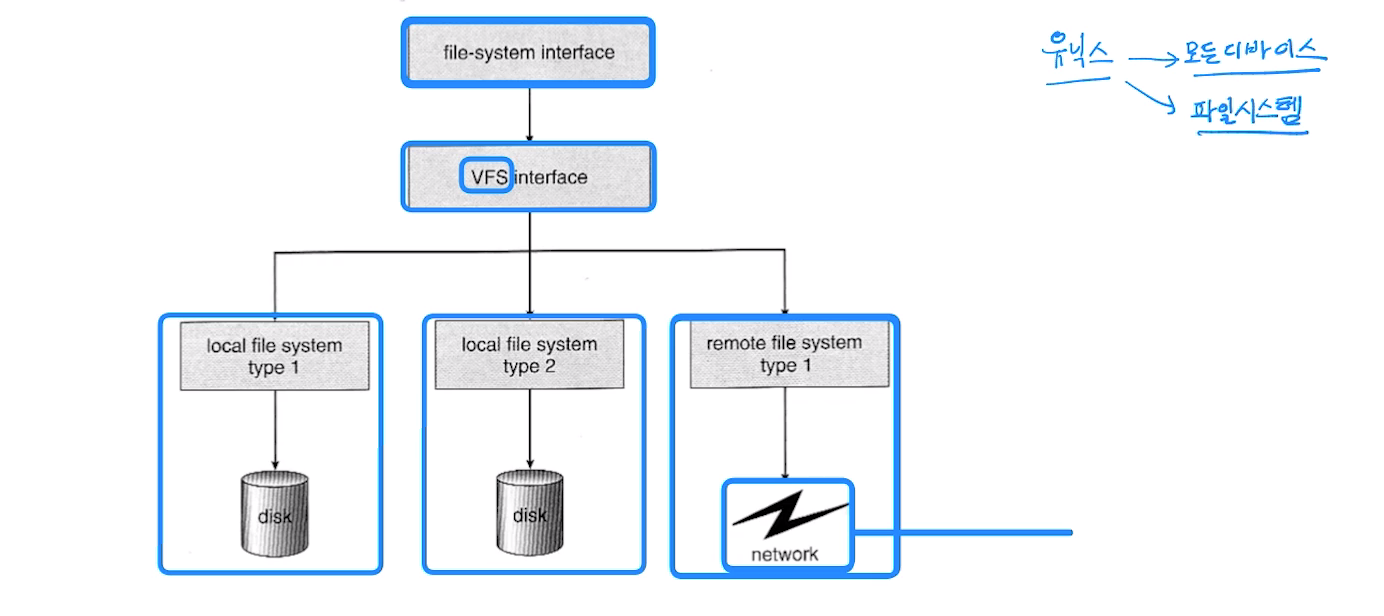 file-system interface
유닉스 → 모든디바이스
파일시스템
VFS interface
local file system
type 1
local file system
type 2
remote file system
type 1
disk
disk
network